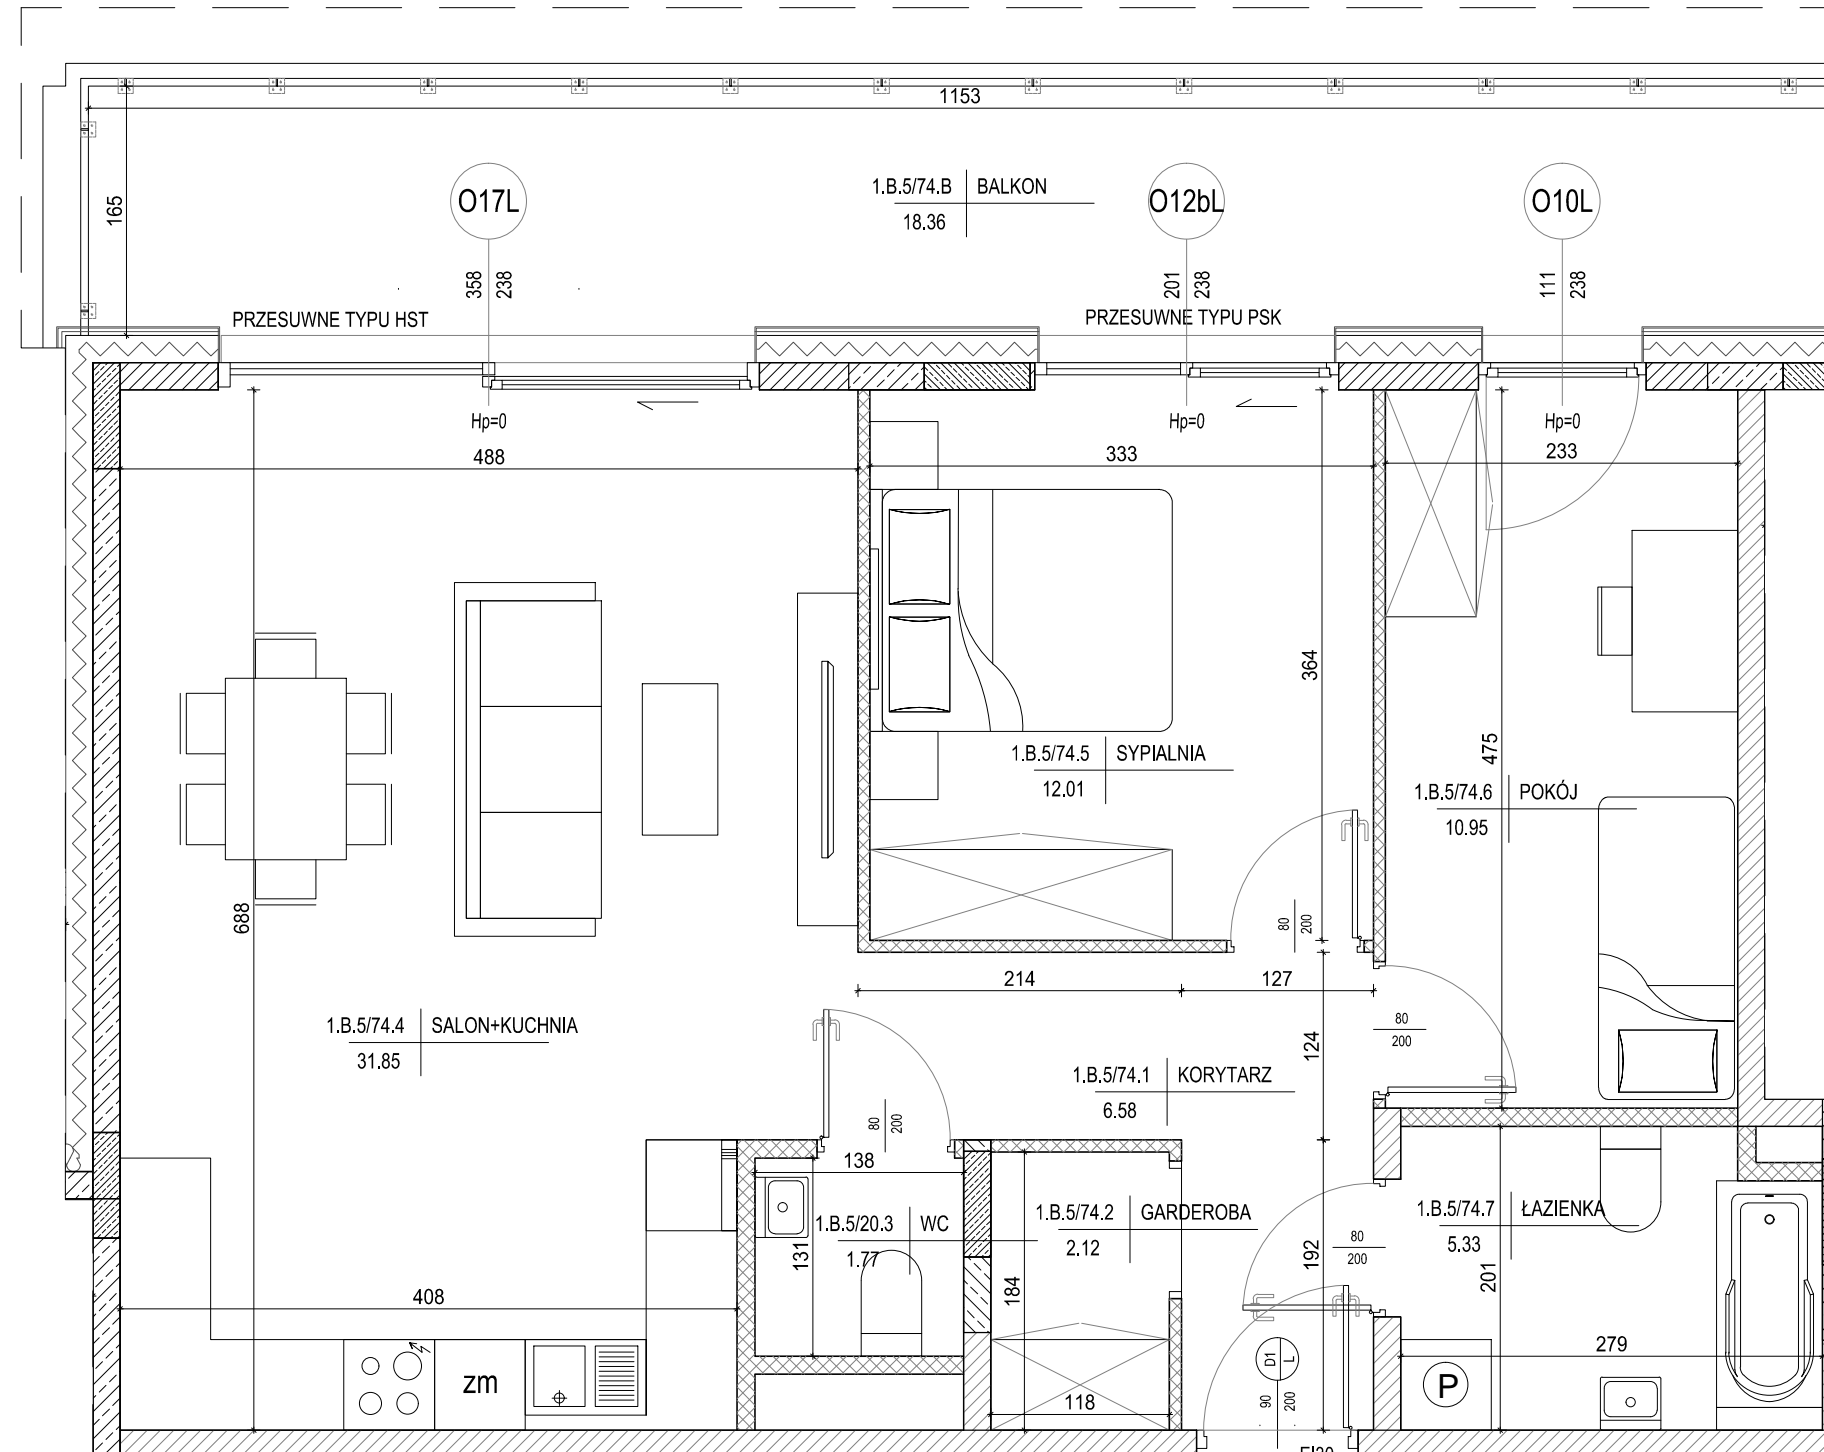 1153
165
O17L
358
238
1.B.5/74.B BALKON
18.36
O12bL
201
238
O10L
111
238
PRZESUWNE TYPU HST
PRZESUWNE TYPU PSK
Hp=0
Hp=0
Hp=0
488
333
233
364
475
688
1.B.5/74.5 SYPIALNIA
12.01
1.B.5/74.6 POKÓJ
10.95
80
200
214
127
124
80
200
1.B.5/74.4 SALON+KUCHNIA
31.85
1.B.5/74.1 KORYTARZ
6.58
80
200
138
131
1.B.5/20.3 WC
1.77
1.B.5/74.2 GARDEROBA
2.12
184
192
1.B.5/74.7 ŁAZIENKA
5.33
80
200
201
408
279
zm
118
D1
L
90
200
P
EI30